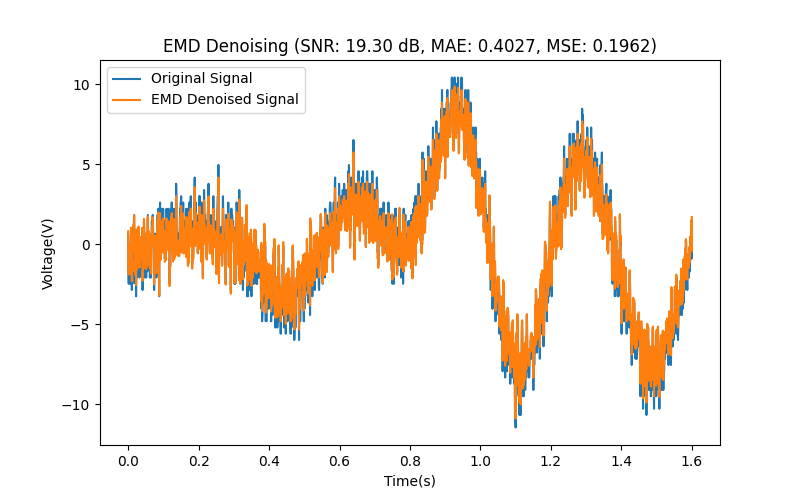 EMD Denoising (SNR: 19.30 dB, MAE: 0.4027, MSE: 0.1962)
Original Signal
EMD Denoised Signal
10
5
0
−5
−10
Voltage(V)
0.0 0.2 0.4 0.6 0.8 1.0 1.2 1.4 1.6
Time(s)